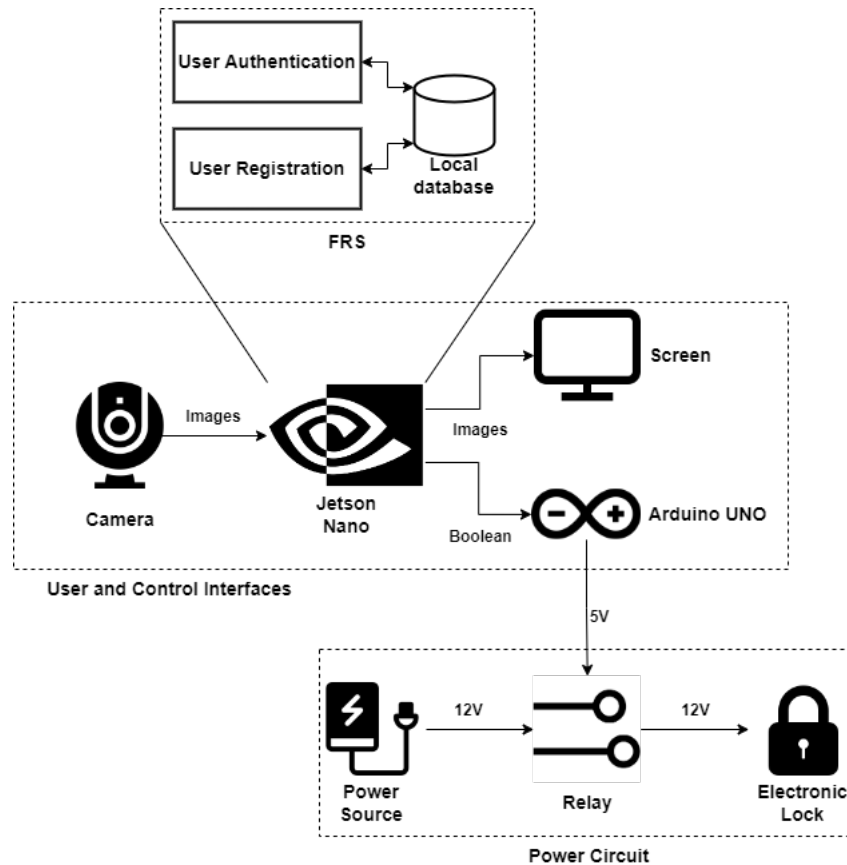 User Authentication
User Registration
Local
database
FRS
Screen
Images
Images
Jetson
Nano
Camera
Boolean
Arduino UNO
User and Control Interfaces
5V
12V
12V
Power
Source
Relay
Electronic
Lock
Power Circuit